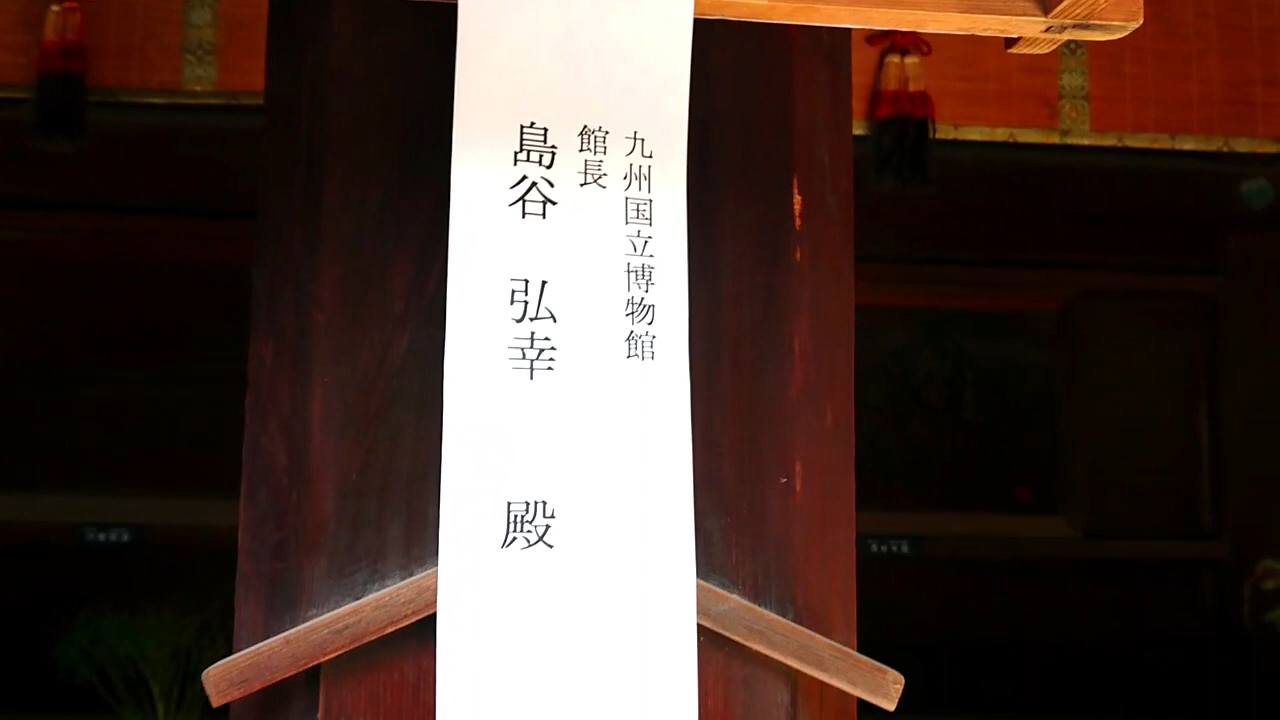 九州国立博物館
館長
島谷 弘幸 殿